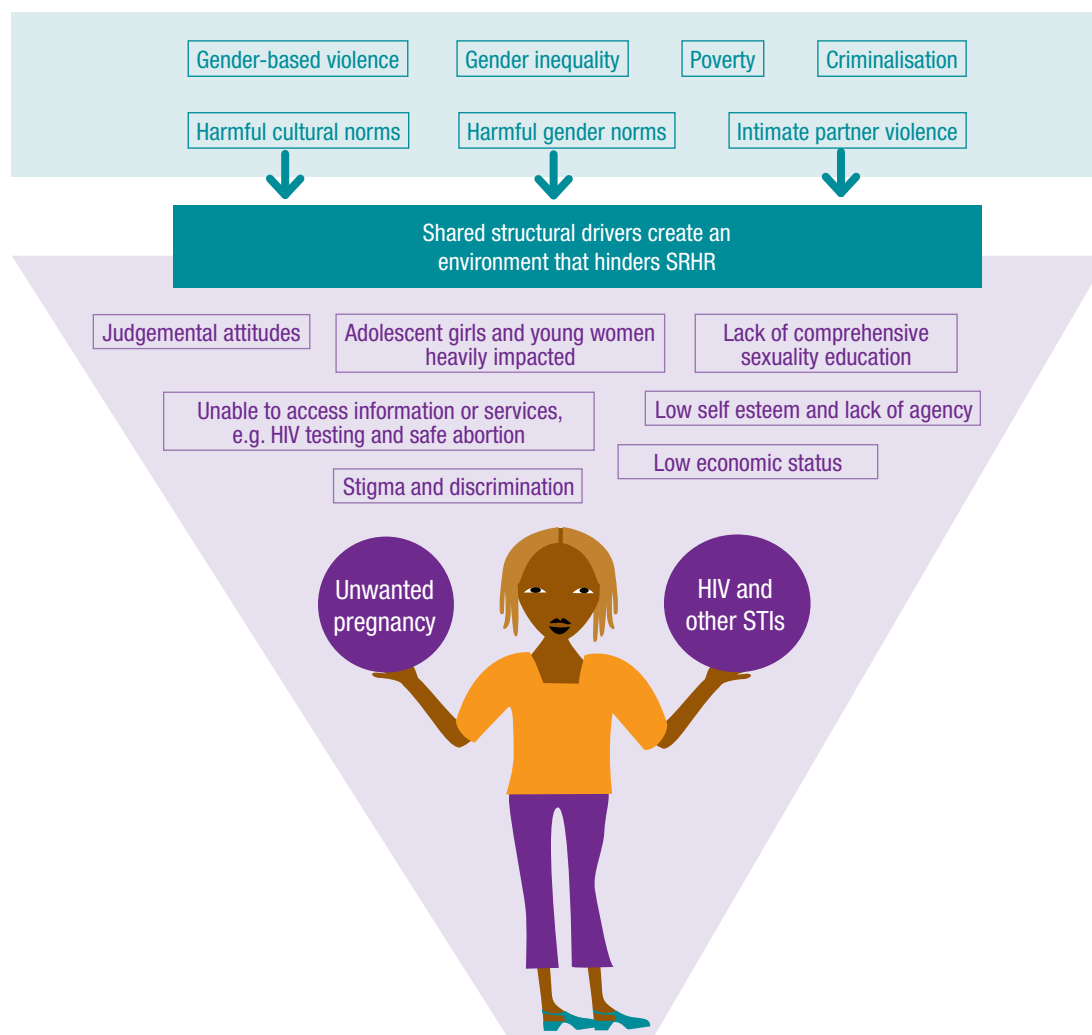 Gender-based violence
Gender inequality
Poverty
Criminalisation
Harmful cultural norms
Harmful gender norms
Intimate partner violence
Shared structural drivers create an
environment that hinders SRHR
Judgemental attitudes
Adolescent girls and young women
heavily impacted
Lack of comprehensive
sexuality education
Unable to access information or services,
e.g. HIV testing and safe abortion
Low self esteem and lack of agency
Low economic status
Stigma and discrimination
Unwanted
pregnancy
HIV and
other STIs